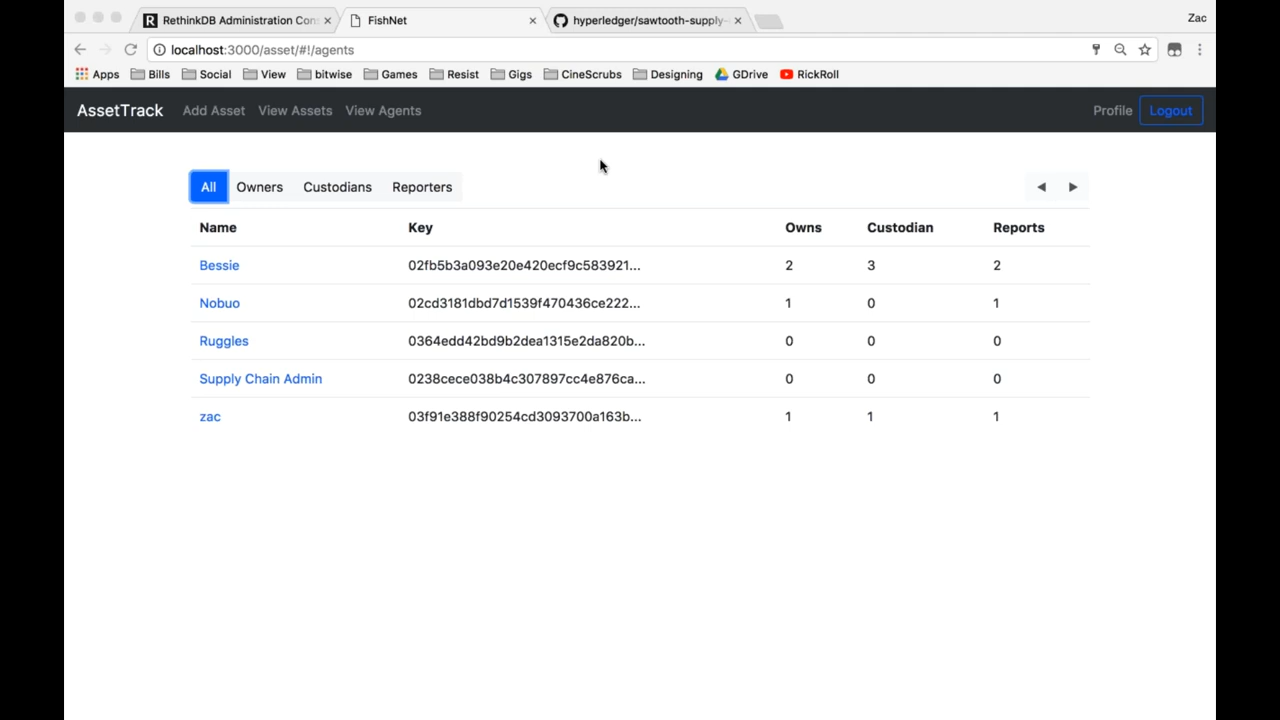 RethinkDB Administration Con
FishNet
hyperledger/sawtooth-supply-
Zac
localhost:3000/asset/#!/agents
Apps Bills Social View bitwise Games Resist Gigs CineScrubs Designing GDrive RickRoll
AssetTrack Add Asset View Assets View Agents Profile Logout
All Owners Custodians Reporters
Name Key Owns Custodian Reports
Bessie 02fb5b3a093e20e420ecf9c583921... 2 3 2
Nobuo 02cd3181dbd7d1539f470436ce222... 1 0 1
Ruggles 0364edd42bd9b2dea1315e2da820b... 0 0 0
Supply Chain Admin 0238cece038b4c307897cc4e876ca... 0 0 0
zac 03f91e388f90254cd3093700a163b... 1 1 1